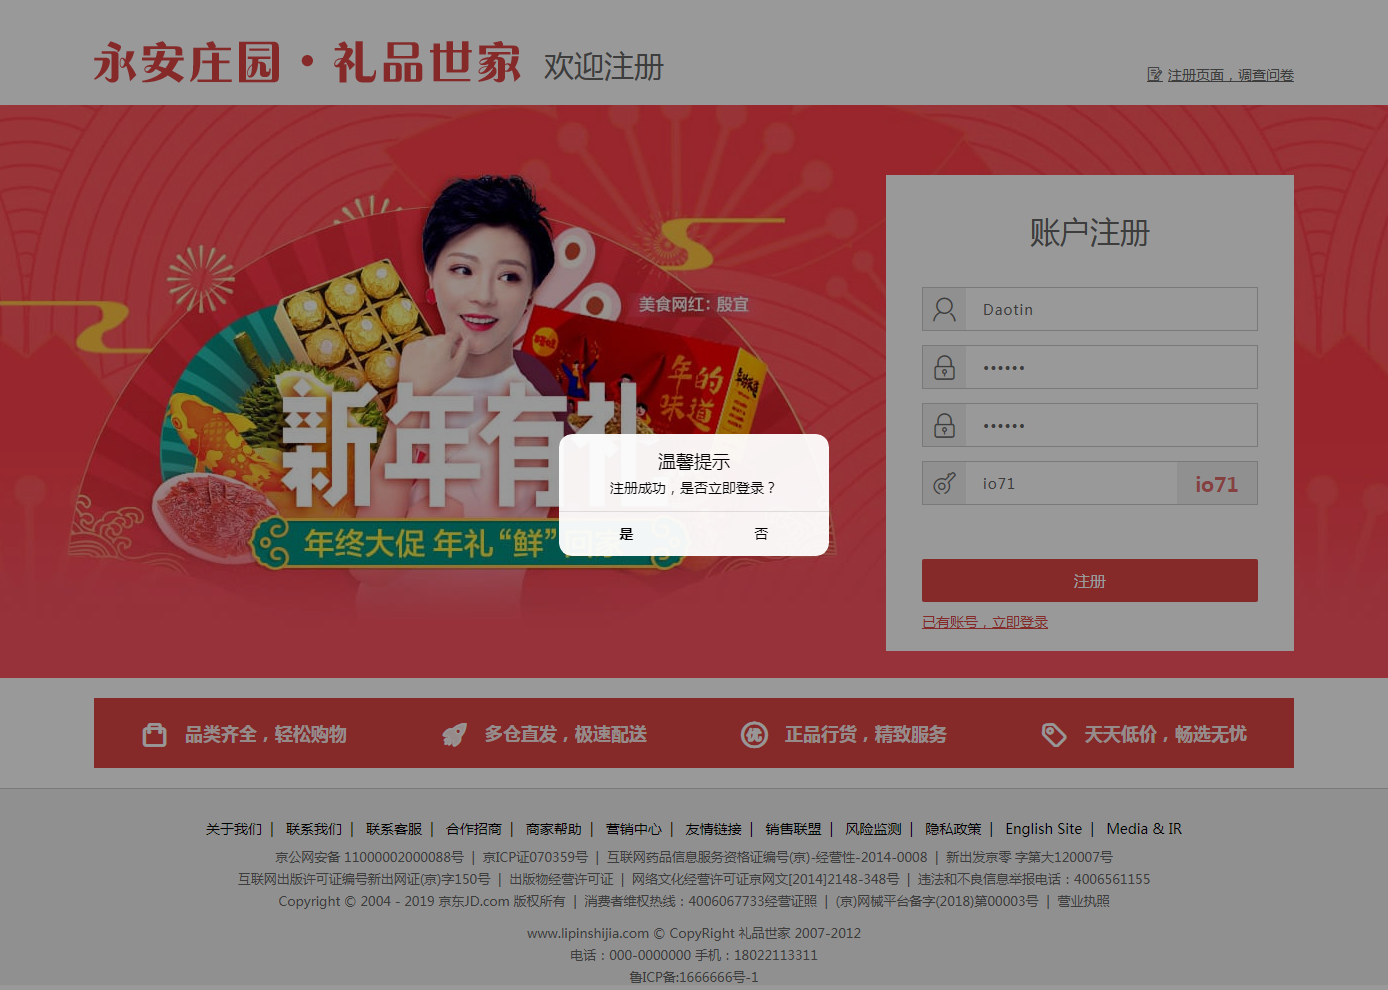 永安庄园·礼品世家 欢迎注册
注册页面，调查问卷
账户注册
美食网红：殷宜
年的味道
年的味道
新年有礼
年终大促 年礼“鲜”回家
Daotin
••••••
••••••
io71 io71
注册
已有账号，立即登录
温馨提示
注册成功，是否立即登录？
是 否
品类齐全，轻松购物 多仓直发，极速配送 优 正品行货，精致服务 天天低价，畅选无忧
关于我们 | 联系我们 | 联系客服 | 合作招商 | 商家帮助 | 营销中心 | 友情链接 | 销售联盟 | 风险监测 | 隐私政策 | English Site | Media & IR
京公网安备 11000002000088号 | 京ICP证070359号 | 互联网药品信息服务资格证编号(京)-经营性-2014-0008 | 新出发京零 字第大120007号
互联网出版许可证编号新出网证(京)字150号 | 出版物经营许可证 | 网络文化经营许可证京网文[2014]2148-348号 | 违法和不良信息举报电话：4006561155
Copyright © 2004 - 2019 京东JD.com 版权所有 | 消费者维权热线：4006067733经营证照 | (京)网械平台备字(2018)第00003号 | 营业执照
www.lipinshijia.com © CopyRight 礼品世家 2007-2012
电话：000-0000000 手机：18022113311
鲁ICP备:1666666号-1